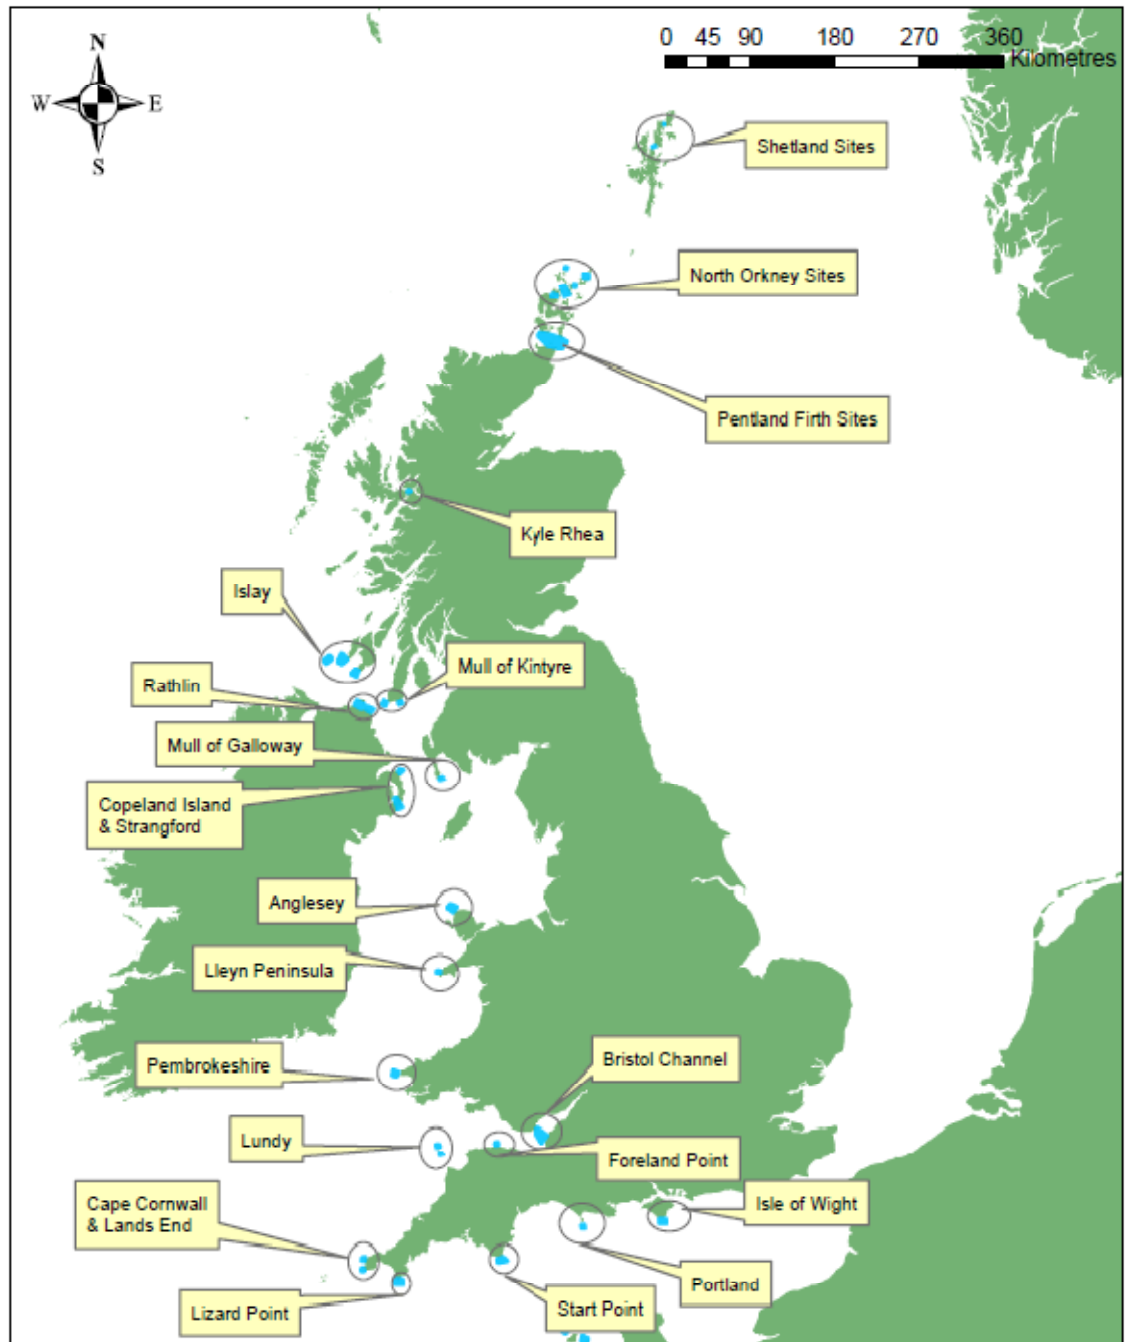 N
W E
S
0 45 90 180 270 360
Kilometres
Shetland Sites
North Orkney Sites
Pentland Firth Sites
Kyle Rhea
Islay
Mull of Kintyre
Rathlin
Mull of Galloway
Copeland Island
& Strangford
Anglesey
Lleyn Peninsula
Pembrokeshire
Bristol Channel
Lundy
Foreland Point
Cape Cornwall
& Lands End
Isle of Wight
Portland
Lizard Point
Start Point